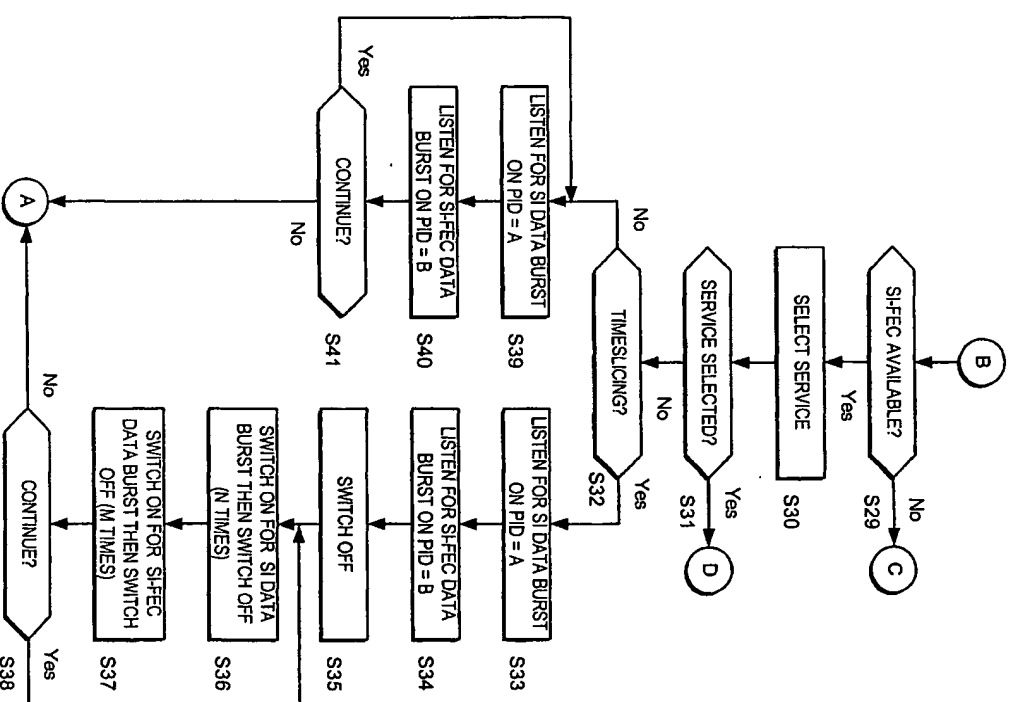 B
SI-FEC AVAILABLE?
No
S29
C
Yes
SELECT SERVICE
S30
SERVICE SELECTED?
Yes
S31
D
No
TIMESLICING?
No
Yes
S32
LISTEN FOR SI DATA BURST
ON PID = A
S33
LISTEN FOR SI-FEC DATA
BURST ON PID = B
S34
SWITCH OFF
S35
SWITCH ON FOR SI DATA
BURST THEN SWITCH OFF
(N TIMES)
S36
SWITCH ON FOR SI-FEC
DATA BURST THEN SWITCH
OFF (M TIMES)
S37
CONTINUE?
No
Yes
S38
LISTEN FOR SI DATA BURST
ON PID = A
S39
LISTEN FOR SI-FEC DATA
BURST ON PID = B
S40
CONTINUE?
Yes
No
S41
A